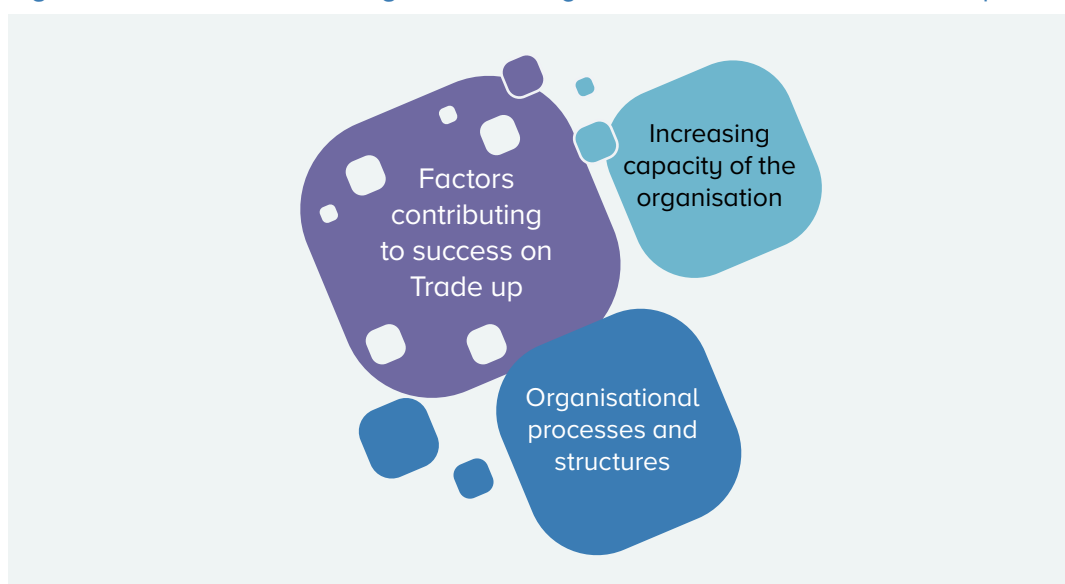 Factors
contributing
to success on
Trade up
Increasing
capacity of the
organisation
Organisational
processes and
structures